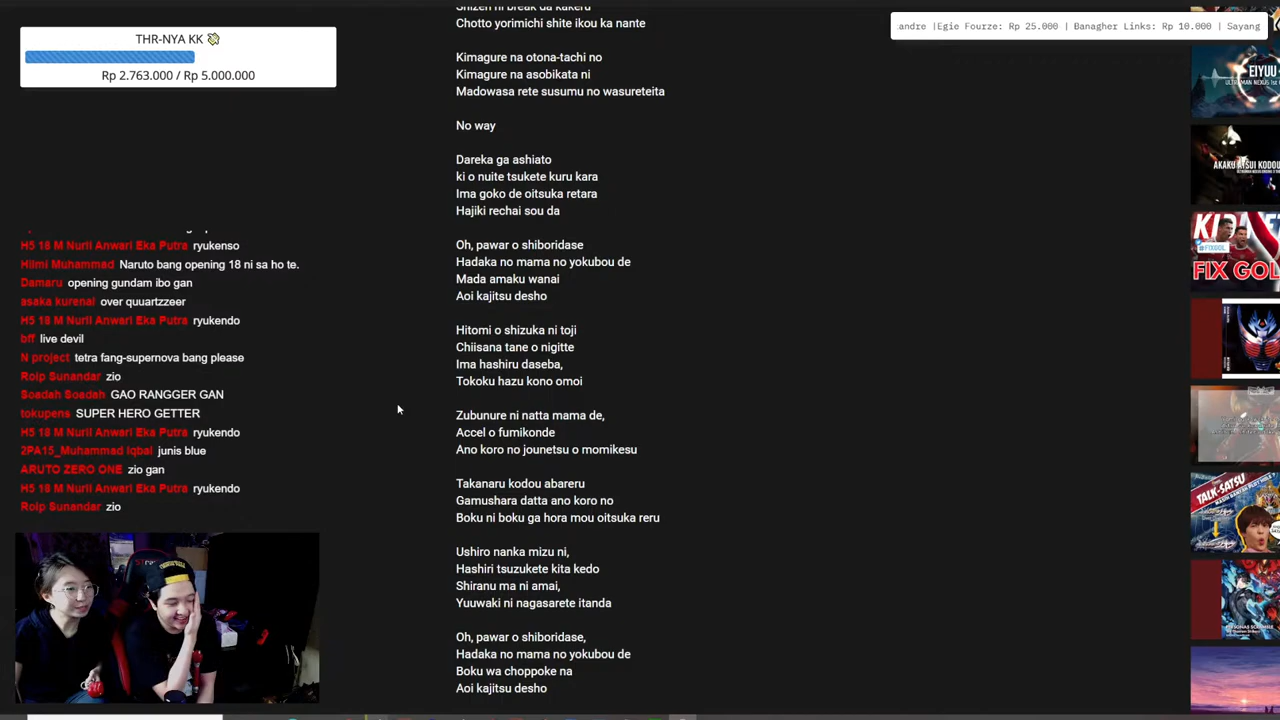 THR-NYA KK
Rp 2.763.000 / Rp 5.000.000
andre |Egie Fourze: Rp 25.000 | Banagher Links: Rp 10.000 | Sayang
H5 18 M Nuril Anwari Eka Putra ryukenso
Hilmi Muhammad Naruto bang opening 18 ni sa ho te.
Damaru opening gundam ibo gan
asaka kurenai over quuartzzeer
H5 18 M Nuril Anwari Eka Putra ryukendo
bff live devil
N project tetra fang-supernova bang please
Roip Sunandar zio
Soadah Soadah GAO RANGGER GAN
tokupens SUPER HERO GETTER
H5 18 M Nuril Anwari Eka Putra ryukendo
2PA15_Muhammad Iqbal junis blue
ARUTO ZERO ONE zio gan
H5 18 M Nuril Anwari Eka Putra ryukendo
Roip Sunandar zio
Shizen ni break da kakeru
Chotto yorimichi shite ikou ka nante
Kimagure na otona-tachi no
Kimagure na asobikata ni
Madowasa rete susumu no wasureteita
No way
Dareka ga ashiato
ki o nuite tsukete kuru kara
Ima goko de oitsuka retara
Hajiki rechai sou da
Oh, pawar o shiboridase
Hadaka no mama no yokubou de
Mada amaku wanai
Aoi kajitsu desho
Hitomi o shizuka ni toji
Chiisana tane o nigitte
Ima hashiru daseba,
Tokoku hazu kono omoi
Zubunure ni natta mama de,
Accel o fumikonde
Ano koro no jounetsu o momikesu
Takanaru kodou abareru
Gamushara datta ano koro no
Boku ni boku ga hora mou oitsuka reru
Ushiro nanka mizu ni,
Hashiri tsuzukete kita kedo
Shiranu ma ni amai,
Yuuwaki ni nagasarete itanda
Oh, pawar o shiboridase,
Hadaka no mama no yokubou de
Boku wa choppoke na
Aoi kajitsu desho
EIYUU
AKAKU ATSUI KODOU
#FIXGOL
FIX GOL
TALK-SATSU